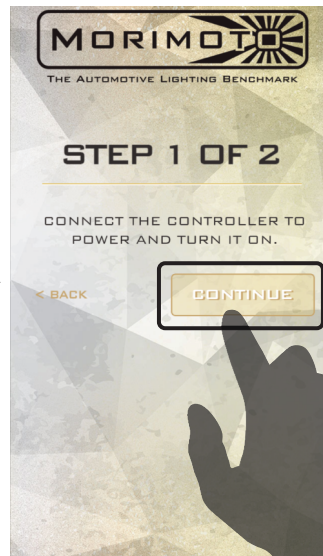 MORIMOTO
THE AUTOMOTIVE LIGHTING BENCHMARK
STEP 1 OF 2
CONNECT THE CONTROLLER TO
POWER AND TURN IT ON.
< BACK
CONTINUE